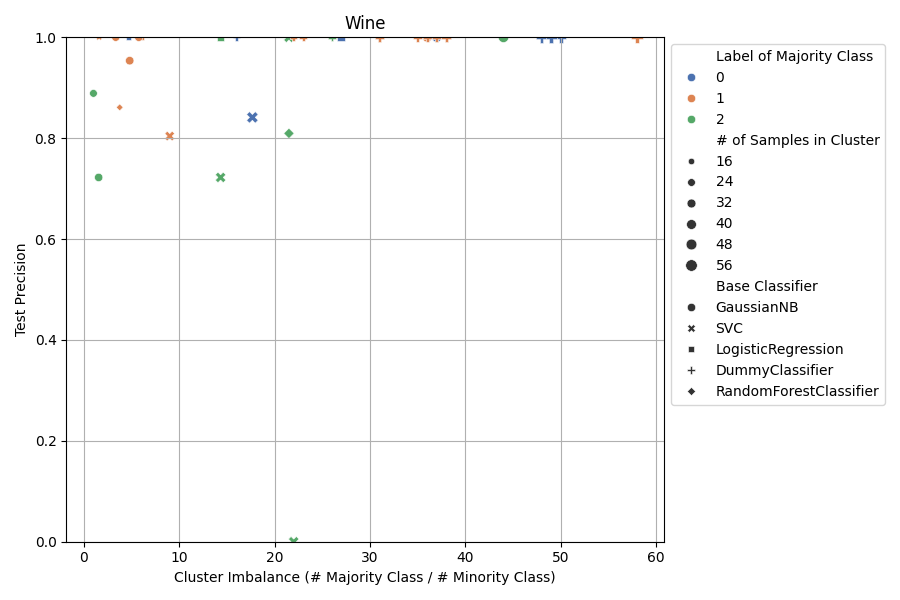 Wine
1.0
0.8
0.6
0.4
0.2
0.0
Test Precision
0 10 20 30 40 50 60
Cluster Imbalance (# Majority Class / # Minority Class)
Label of Majority Class
0
1
2
# of Samples in Cluster
16
24
32
40
48
56
Base Classifier
GaussianNB
SVC
LogisticRegression
DummyClassifier
RandomForestClassifier